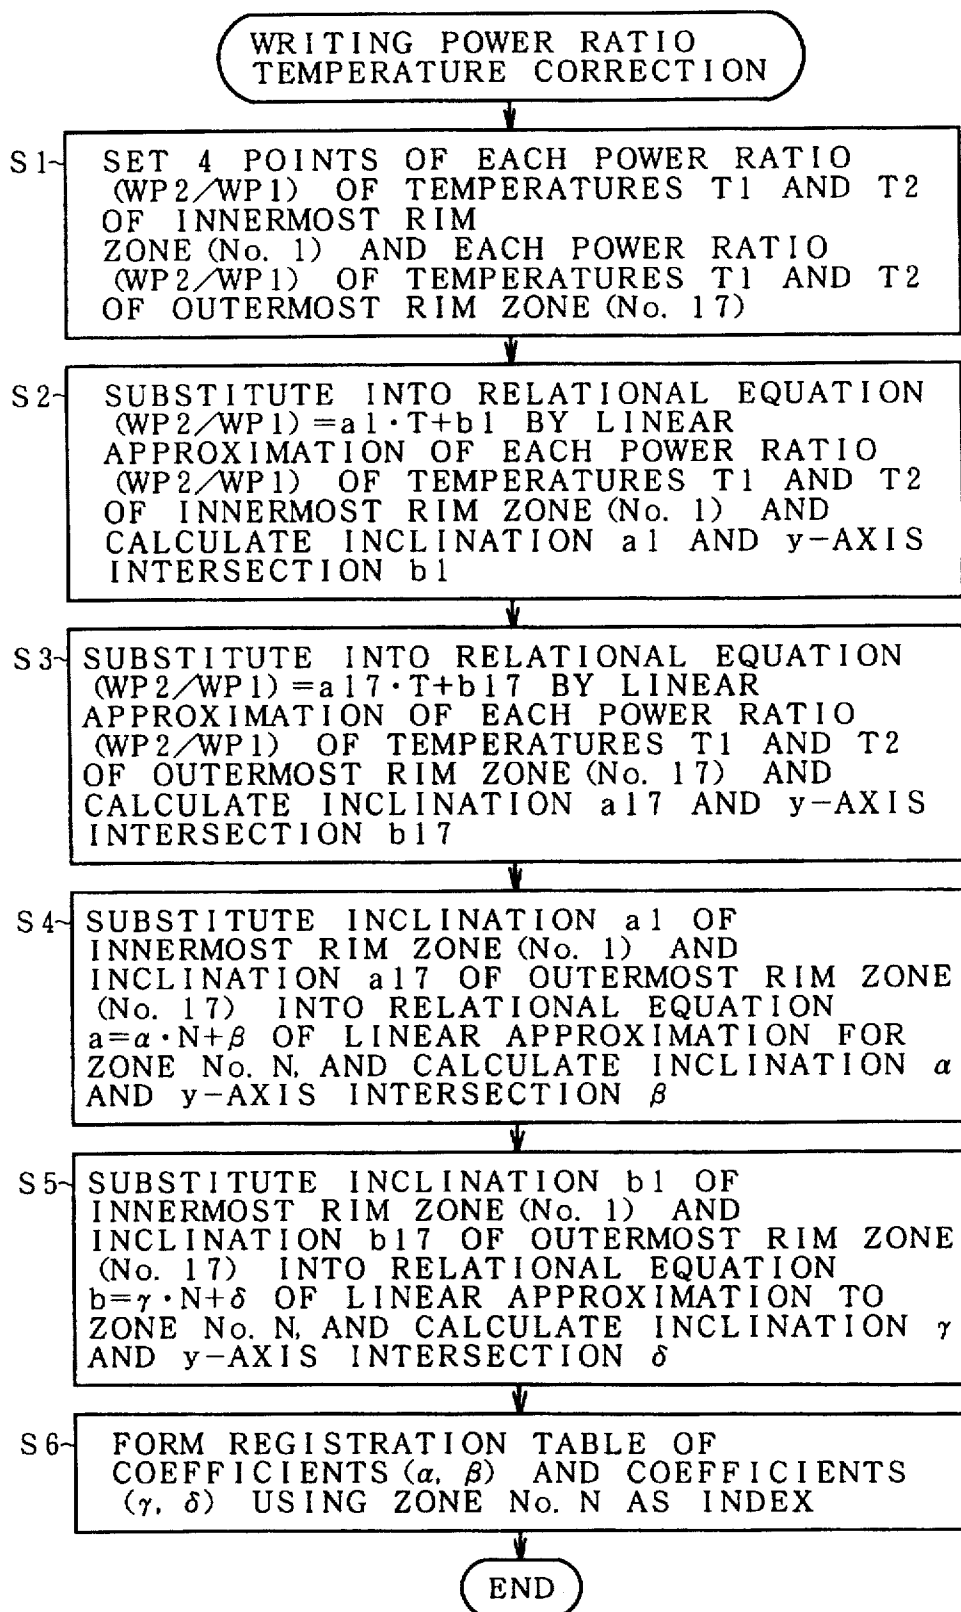 WRITING POWER RATIO
TEMPERATURE CORRECTION
S1
SET 4 POINTS OF EACH POWER RATIO
(WP2/WP1) OF TEMPERATURES T1 AND T2
OF INNERMOST RIM
ZONE (No. 1) AND EACH POWER RATIO
(WP2/WP1) OF TEMPERATURES T1 AND T2
OF OUTERMOST RIM ZONE (No. 17)
S2
SUBSTITUTE INTO RELATIONAL EQUATION
(WP2/WP1)=a1·T+b1 BY LINEAR
APPROXIMATION OF EACH POWER RATIO
(WP2/WP1) OF TEMPERATURES T1 AND T2
OF INNERMOST RIM ZONE (No. 1) AND
CALCULATE INCLINATION a1 AND y-AXIS
INTERSECTION b1
S3
SUBSTITUTE INTO RELATIONAL EQUATION
(WP2/WP1)=a17·T+b17 BY LINEAR
APPROXIMATION OF EACH POWER RATIO
(WP2/WP1) OF TEMPERATURES T1 AND T2
OF OUTERMOST RIM ZONE (No. 17) AND
CALCULATE INCLINATION a17 AND y-AXIS
INTERSECTION b17
S4
SUBSTITUTE INCLINATION a1 OF
INNERMOST RIM ZONE (No. 1) AND
INCLINATION a17 OF OUTERMOST RIM ZONE
(No. 17) INTO RELATIONAL EQUATION
a=α·N+β OF LINEAR APPROXIMATION FOR
ZONE No. N, AND CALCULATE INCLINATION α
AND y-AXIS INTERSECTION β
S5
SUBSTITUTE INCLINATION b1 OF
INNERMOST RIM ZONE (No. 1) AND
INCLINATION b17 OF OUTERMOST RIM ZONE
(No. 17) INTO RELATIONAL EQUATION
b=γ·N+δ OF LINEAR APPROXIMATION TO
ZONE No. N, AND CALCULATE INCLINATION γ
AND y-AXIS INTERSECTION δ
S6
FORM REGISTRATION TABLE OF
COEFFICIENTS (α, β) AND COEFFICIENTS
(γ, δ) USING ZONE No. N AS INDEX
END